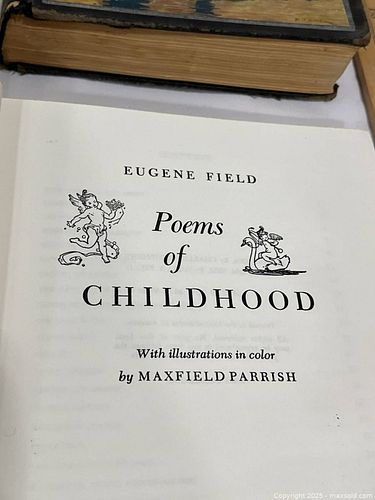 EUGENE FIELD
Poems
of
CHILDHOOD
With illustrations in color
by MAXFIELD PARRISH
Copyright © 2025 - maxsold.com